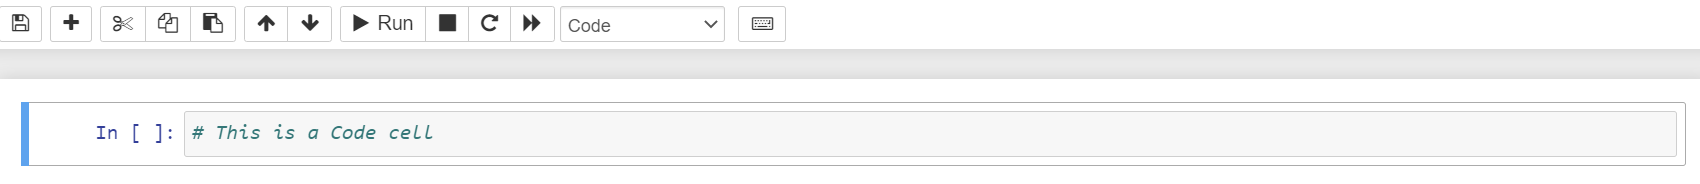 Run
Code
In [ ]: # This is a Code cell